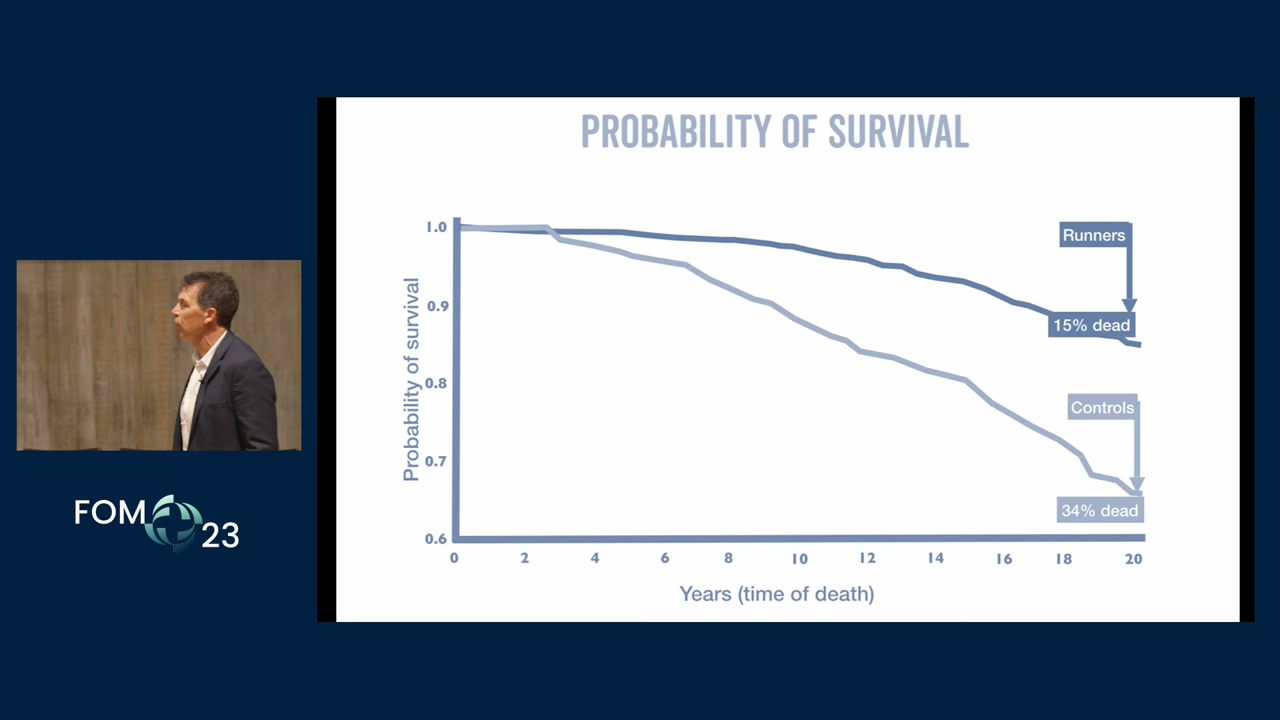 PROBABILITY OF SURVIVAL
Probability of survival
1.0
0.9
0.8
0.7
0.6
0
2
4
6
8
10
12
14
16
18
20
Years (time of death)
Runners
15% dead
Controls
34% dead
FOM 23